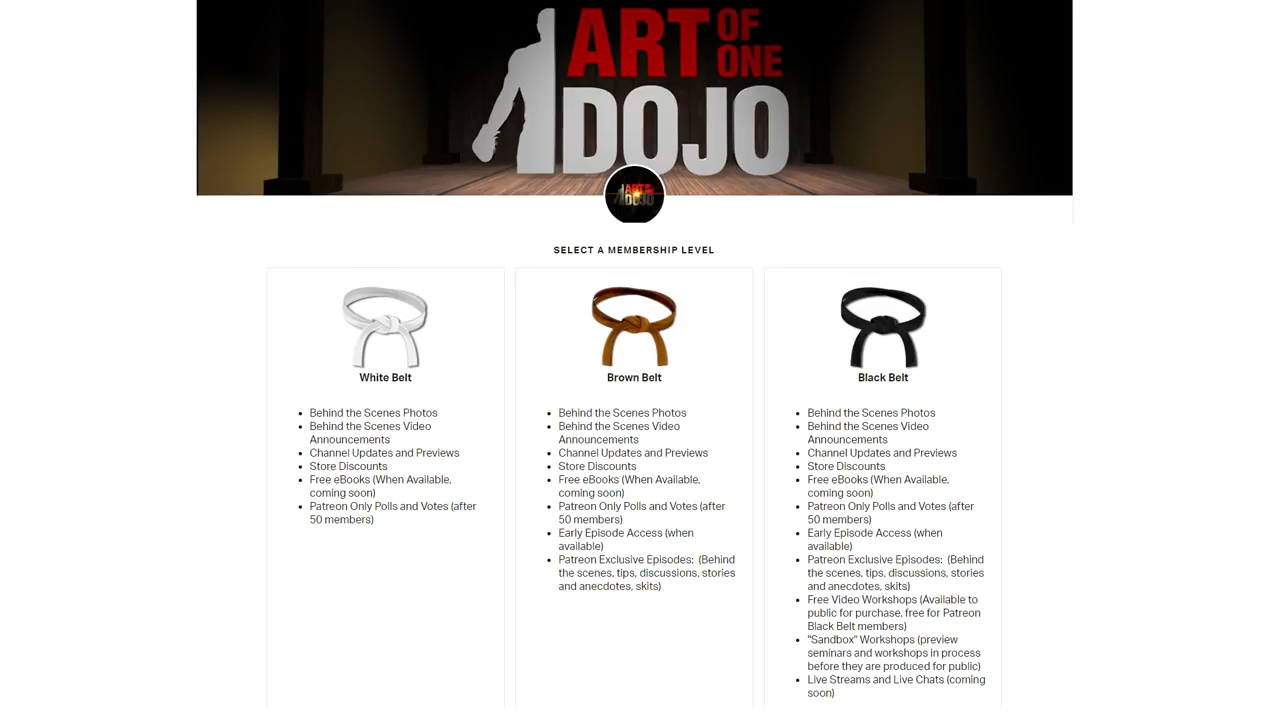 ART OF
ONE
DOJO
ART OF ONE
DOJO
SELECT A MEMBERSHIP LEVEL
White Belt
• Behind the Scenes Photos
• Behind the Scenes Video
Announcements
• Channel Updates and Previews
• Store Discounts
• Free eBooks (When Available,
coming soon)
• Patreon Only Polls and Votes (after
50 members)
Brown Belt
• Behind the Scenes Photos
• Behind the Scenes Video
Announcements
• Channel Updates and Previews
• Store Discounts
• Free eBooks (When Available,
coming soon)
• Patreon Only Polls and Votes (after
50 members)
• Early Episode Access (when
available)
• Patreon Exclusive Episodes:  (Behind
the scenes, tips, discussions, stories
and anecdotes, skits)
Black Belt
• Behind the Scenes Photos
• Behind the Scenes Video
Announcements
• Channel Updates and Previews
• Store Discounts
• Free eBooks (When Available,
coming soon)
• Patreon Only Polls and Votes (after
50 members)
• Early Episode Access (when
available)
• Patreon Exclusive Episodes:  (Behind
the scenes, tips, discussions, stories
and anecdotes, skits)
• Free Video Workshops (Available to
public for purchase, free for Patreon
Black Belt members)
• "Sandbox" Workshops (preview
seminars and workshops in process
before they are produced for public)
• Live Streams and Live Chats (coming
soon)